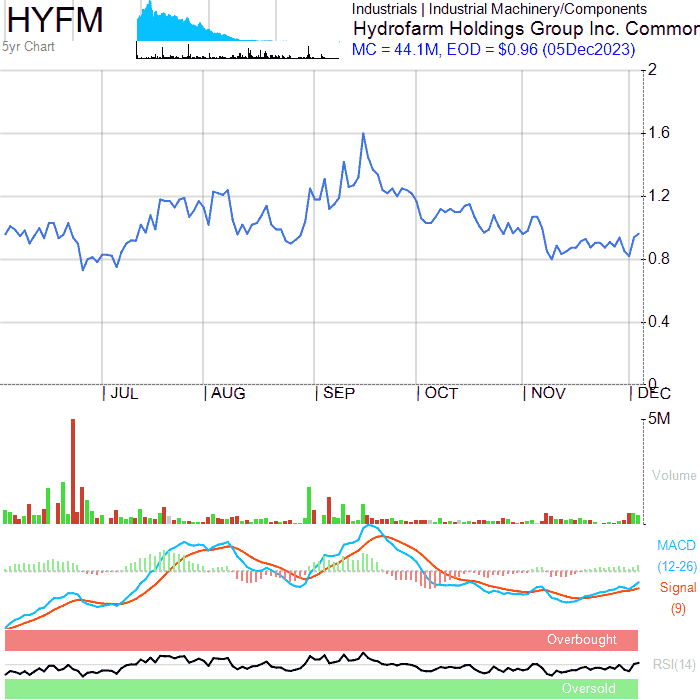 HYFM
5yr Chart
Industrials | Industrial Machinery/Components
Hydrofarm Holdings Group Inc. Common
MC = 44.1M, EOD = $0.96 (05Dec2023)
2
1.6
1.2
0.8
0.4
0
JUL
AUG
SEP
OCT
NOV
DEC
5M
Volume
MACD
(12-26)
Signal
(9)
Overbought
RSI(14)
Oversold